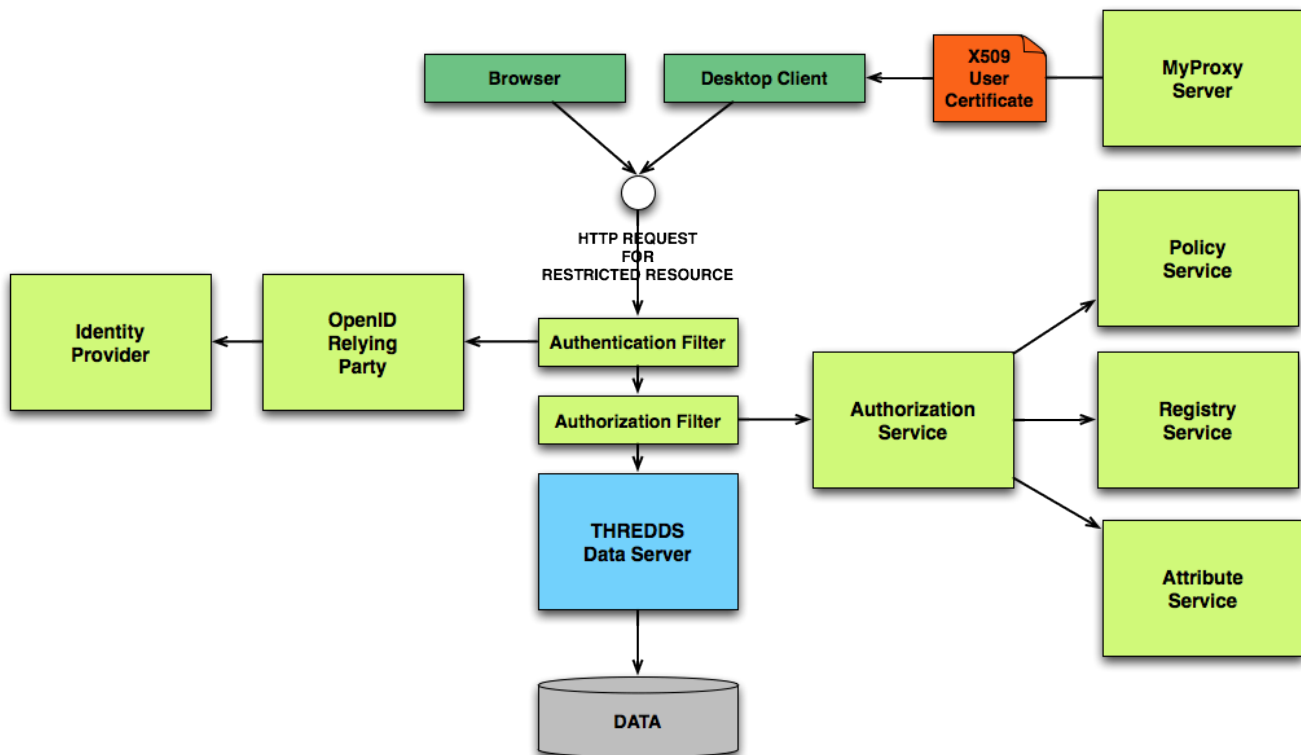 Browser
Desktop Client
X509
User
Certificate
MyProxy
Server
HTTP REQUEST
FOR
RESTRICTED RESOURCE
Policy
Service
Identity
Provider
OpenID
Relying
Party
Authentication Filter
Authorization Filter
Authorization
Service
Registry
Service
THREDDS
Data Server
Attribute
Service
DATA